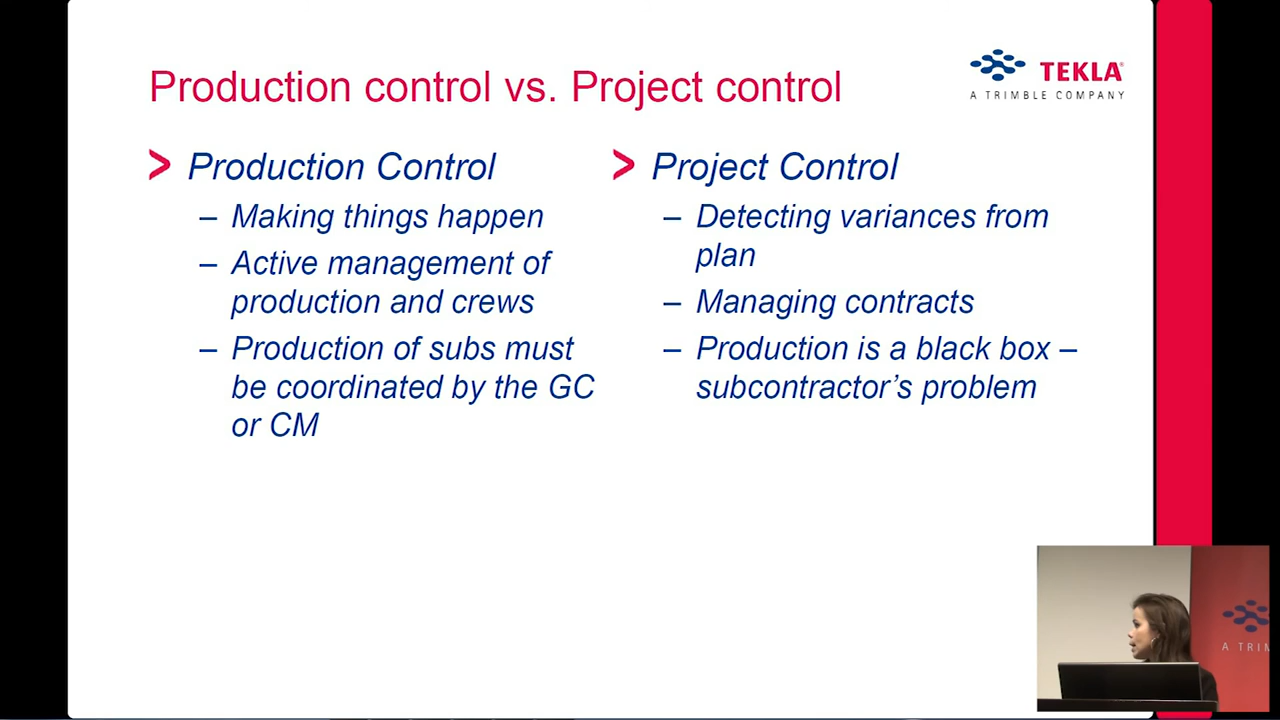 Production control vs. Project control
TEKLA®
A TRIMBLE COMPANY
> Production Control
– Making things happen
– Active management of
production and crews
– Production of subs must
be coordinated by the GC
or CM
> Project Control
– Detecting variances from
plan
– Managing contracts
– Production is a black box –
subcontractor’s problem
A TRIM